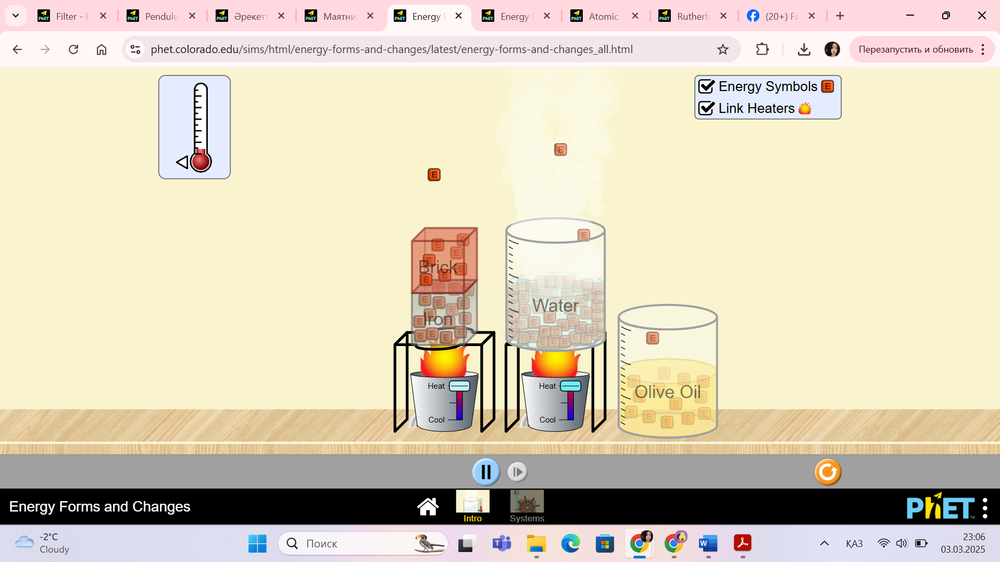 Filter - P
Pendulu
Әрекетт
Маятни
Energy F
Energy F
Atomic
Rutherfo
(20+) Fa
phet.colorado.edu/sims/html/energy-forms-and-changes/latest/energy-forms-and-changes_all.html
Перезапустить и обновить
Energy Symbols E
Link Heaters
E
E
E
Brick
Iron
Water
Olive Oil
Heat
Cool
Heat
Cool
Energy Forms and Changes
Intro
Systems
PhET
-2°C
Cloudy
Поиск
ҚАЗ
23:06
03.03.2025